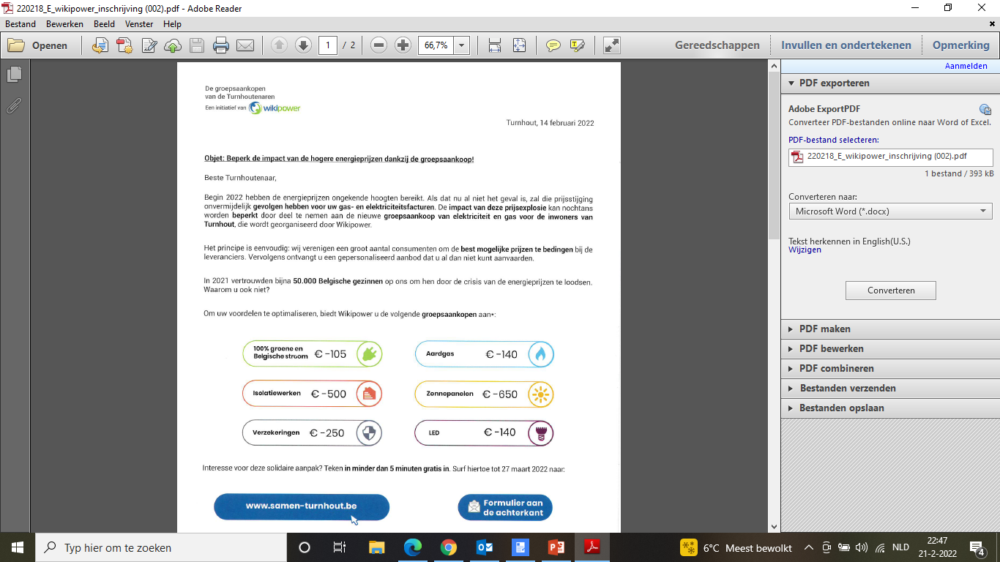 220218_E_wikipower_inschrijving (002).pdf - Adobe Reader
Bestand Bewerken Beeld Venster Help
Openen 1 / 2 66,7% Gereedschappen Invullen en ondertekenen Opmerking
Aanmelden
PDF exporteren
Adobe ExportPDF
Converteer PDF-bestanden online naar Word of Excel.
PDF-bestand selecteren:
220218_E_wikipower_inschrijving (002).pdf
1 bestand / 393 kB
Converteren naar:
Microsoft Word (*.docx)
Tekst herkennen in English(U.S.)
Wijzigen
Converteren
PDF maken
PDF bewerken
PDF combineren
Bestanden verzenden
Bestanden opslaan
De groepsaankopen
van de Turnhoutenaren
Een initiatief van wikipower
Turnhout, 14 februari 2022
Objet: Beperk de impact van de hogere energieprijzen dankzij de groepsaankoop!
Beste Turnhoutenaar,
Begin 2022 hebben de energieprijzen ongekende hoogten bereikt. Als dat nu al niet het geval is, zal die prijsstijging
onvermijdelijk gevolgen hebben voor uw gas- en elektriciteitsfacturen. De impact van deze prijsexplosie kan nochtans
worden beperkt door deel te nemen aan de nieuwe groepsaankoop van elektriciteit en gas voor de inwoners van
Turnhout, die wordt georganiseerd door Wikipower.
Het principe is eenvoudig: wij verenigen een groot aantal consumenten om de best mogelijke prijzen te bedingen bij de
leveranciers. Vervolgens ontvangt u een gepersonaliseerd aanbod dat u al dan niet kunt aanvaarden.
In 2021 vertrouwden bijna 50.000 Belgische gezinnen op ons om hen door de crisis van de energieprijzen te loodsen.
Waarom u ook niet?
Om uw voordelen te optimaliseren, biedt Wikipower u de volgende groepsaankopen aan*:
100% groene en
Belgische stroom € -105
Aardgas € -140
Isolatiewerken € -500
Zonnepanelen € -650
Verzekeringen € -250
LED € -140
Interesse voor deze solidaire aanpak? Teken in minder dan 5 minuten gratis in. Surf hiertoe tot 27 maart 2022 naar:
www.samen-turnhout.be
Formulier aan
de achterkant
Typ hier om te zoeken
6°C Meest bewolkt
NLD
22:47
21-2-2022
4